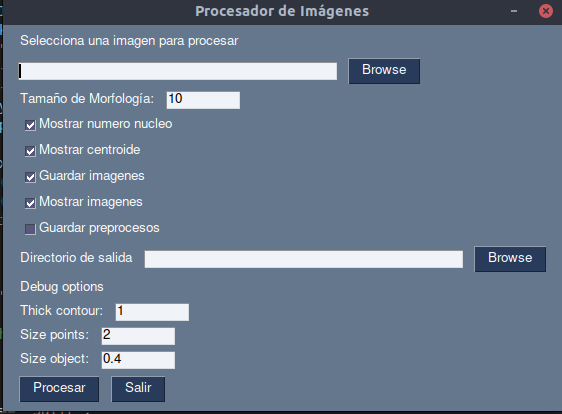 Procesador de Imágenes
Selecciona una imagen para procesar
Browse
Tamaño de Morfología: 10
Mostrar numero nucleo
Mostrar centroide
Guardar imagenes
Mostrar imagenes
Guardar preprocesos
Directorio de salida Browse
Debug options
Thick contour: 1
Size points: 2
Size object: 0.4
Procesar Salir